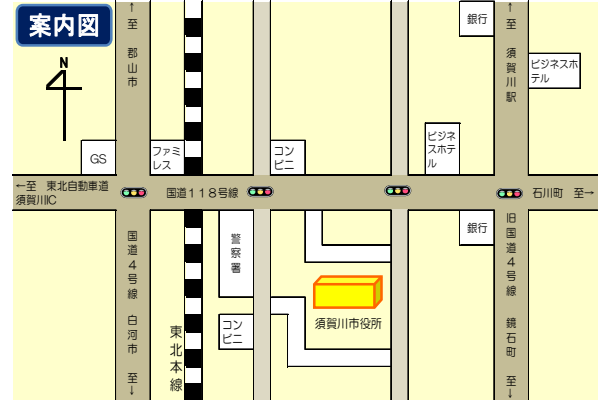 案内図
N
↑至 郡山市
銀行
↑至 須賀川駅
ビジネスホ
テル
GS
ファミ
レス
コン
ビニ
ビジネ
スホテ
ル
←至 東北自動車道
須賀川IC
国道118号線
石川町 至→
国道4号線 白河市 至↓
警察署
銀行
旧国道4号線 鏡石町 至↓
コン
ビニ
須賀川市役所
東北本線